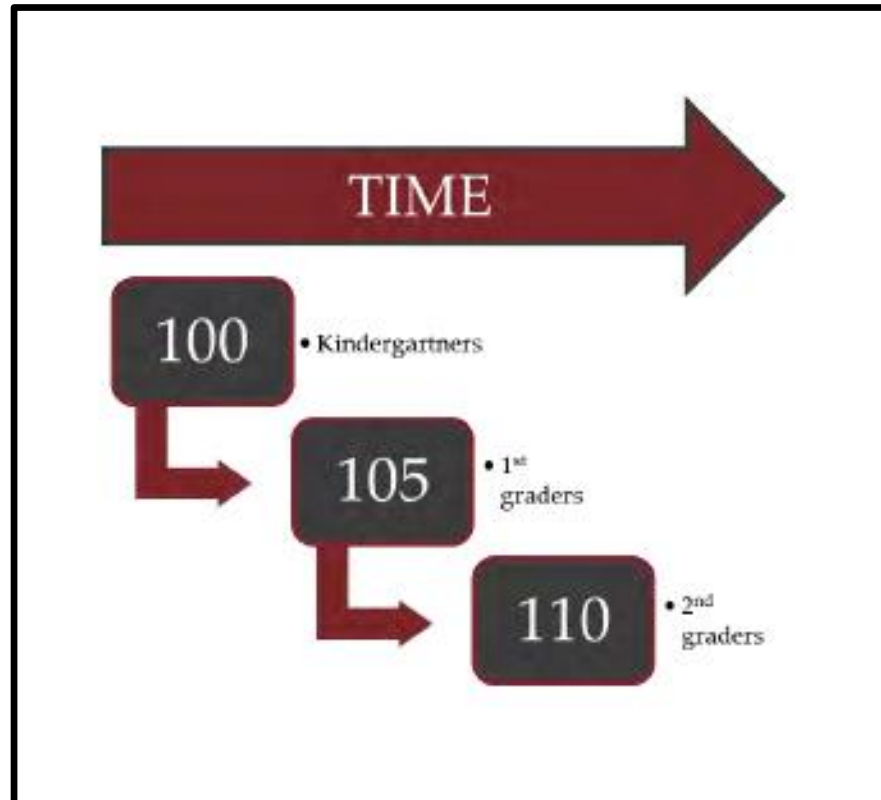 TIME
100
• Kindergartners
105
• 1st
graders
110
• 2nd
graders